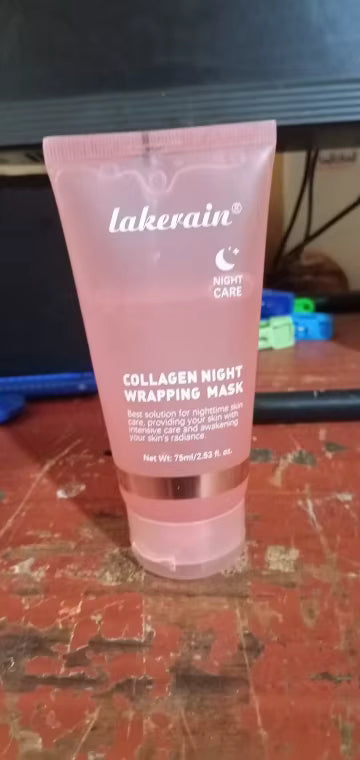 lakerain®
NIGHT
CARE
COLLAGEN NIGHT
WRAPPING MASK
Best solution for nighttime skin
care, providing your skin with
intensive care and awakening
your skin's radiance.
Net Wt: 75ml/2.53 fl. oz.